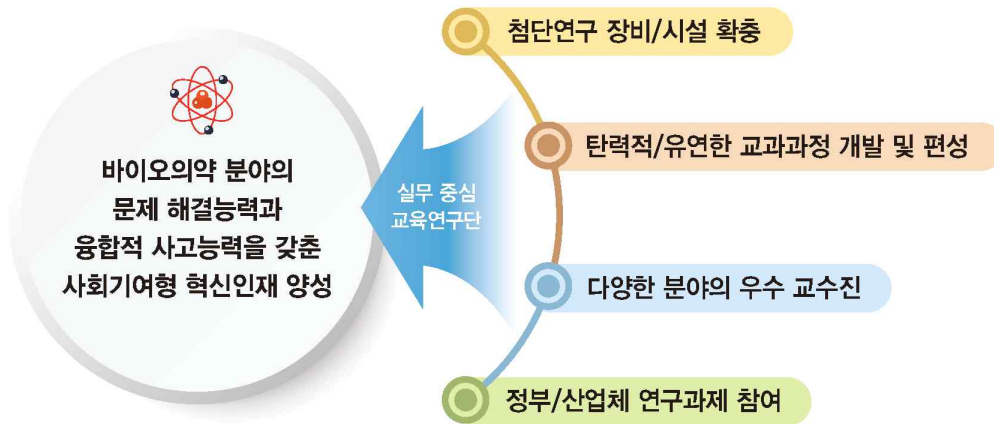 바이오의약 분야의
문제 해결능력과
융합적 사고능력을 갖춘
사회기여형 혁신인재 양성
실무 중심
교육연구단
첨단연구 장비/시설 확충
탄력적/유연한 교과과정 개발 및 편성
다양한 분야의 우수 교수진
정부/산업체 연구과제 참여